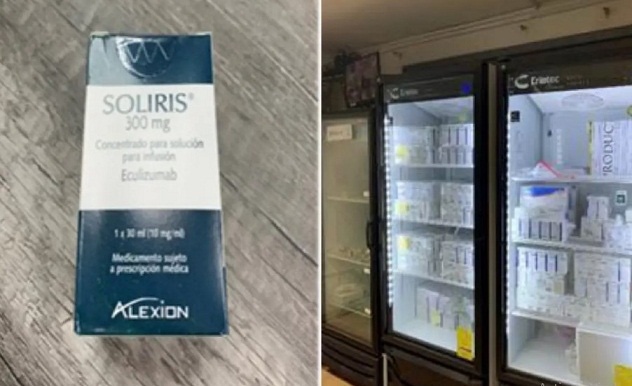 SOLIRIS®
300 mg
Concentrado para solución
para infusión
Eculizumab
1 x 30 ml (10 mg/ml)
Medicamento sujeto
a prescripción médica
ALEXION
Criotec
Criotec
PRODUC